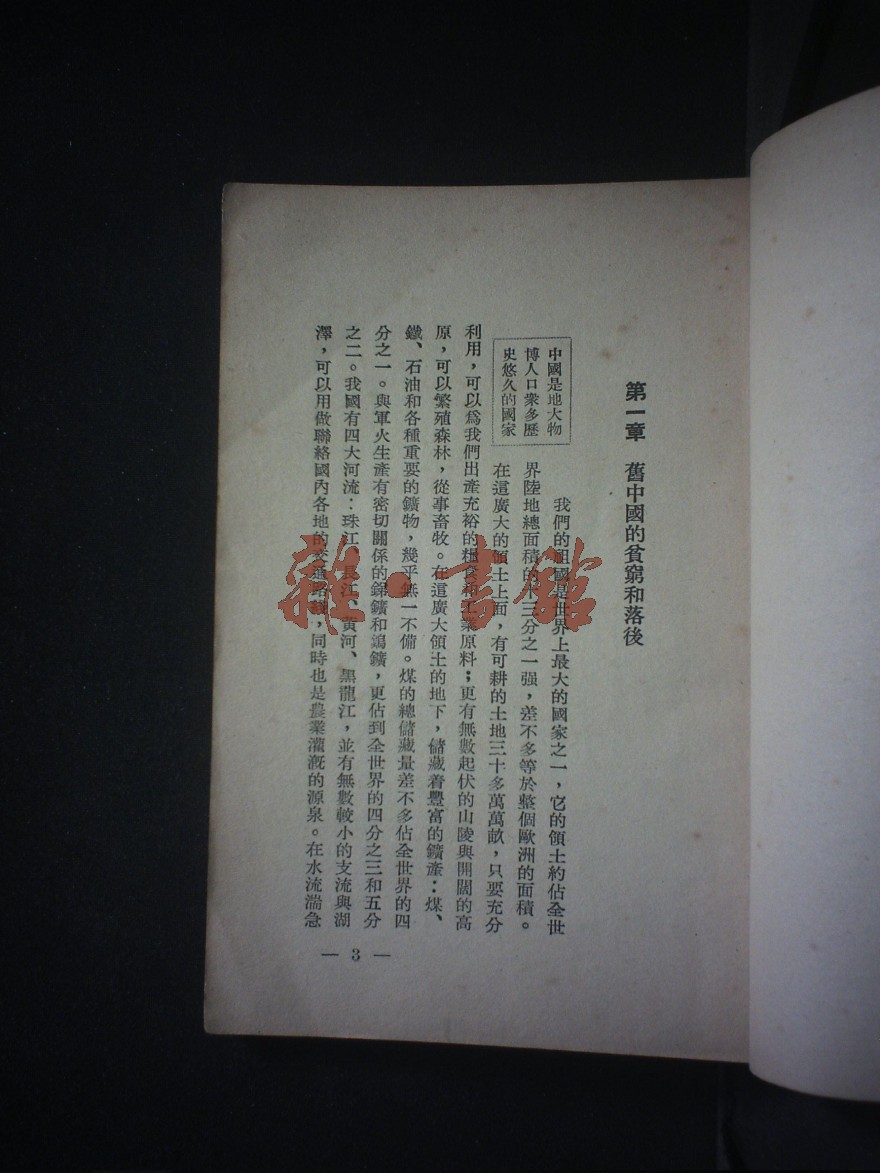 第一章 舊中國的貧窮和落後
中國是地大物
博人口衆多歷
史悠久的國家
我們的祖國是世界上最大的國家之一，它的領土約佔全世
界陸地總面積的十三分之一强，差不多等於整個歐洲的面積。
在這廣大的領土上面，有可耕的土地三十多萬萬畝，只要充分
利用，可以爲我們出產充裕的糧食和工業原料；更有無數起伏的山陵與開闊的高
原，可以繁殖森林，從事畜牧。在這廣大領土的地下，儲藏着豐富的鑛產：煤、
鐵、石油和各種重要的鑛物，幾乎無一不備。煤的總儲藏量差不多佔全世界的四
分之一。與軍火生產有密切關係的銻鑛和鎢鑛，更佔到全世界的四分之三和五分
之二。我國有四大河流：珠江、長江、黃河、黑龍江，並有無數較小的支流與湖
澤，可以用做聯絡國內各地的交通路線，同時也是農業灌溉的源泉。在水流湍急
— 3 —
雜·書館